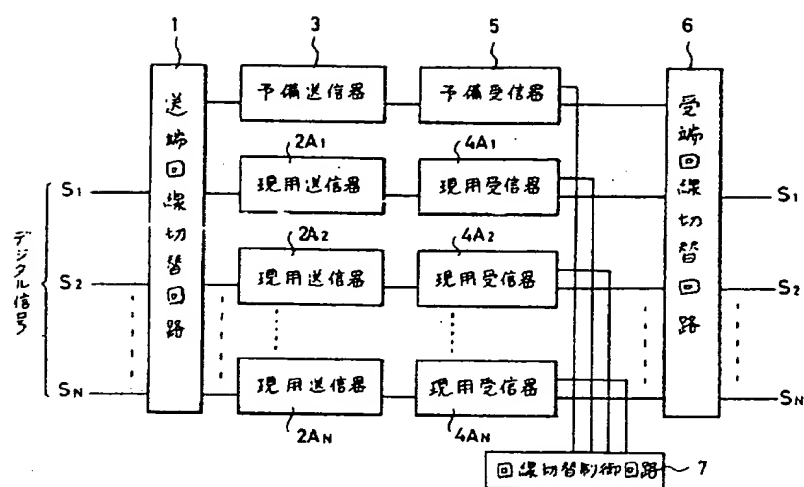 1
3
5
6
送端回線切替回路
予備送信器
予備受信器
受端回線切替回路
2A1
4A1
S1
現用送信器
現用受信器
S1
2A2
4A2
デジタル信号
S2
現用送信器
現用受信器
S2
SN
現用送信器
現用受信器
SN
2AN
4AN
回線切替制御回路
7